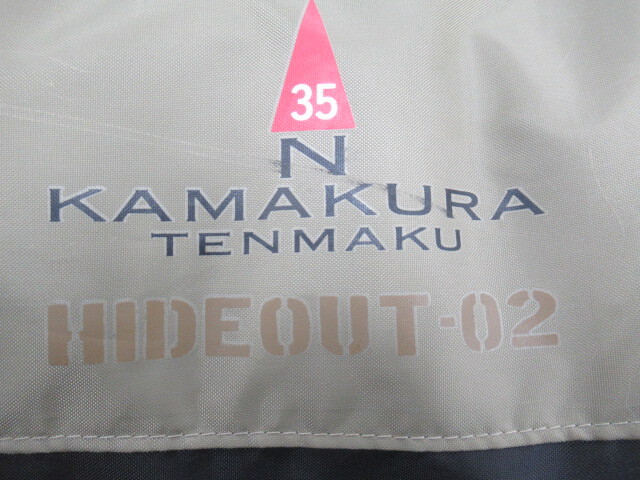 35
N
KAMAKURA
TENMAKU
HIDEOUT-02